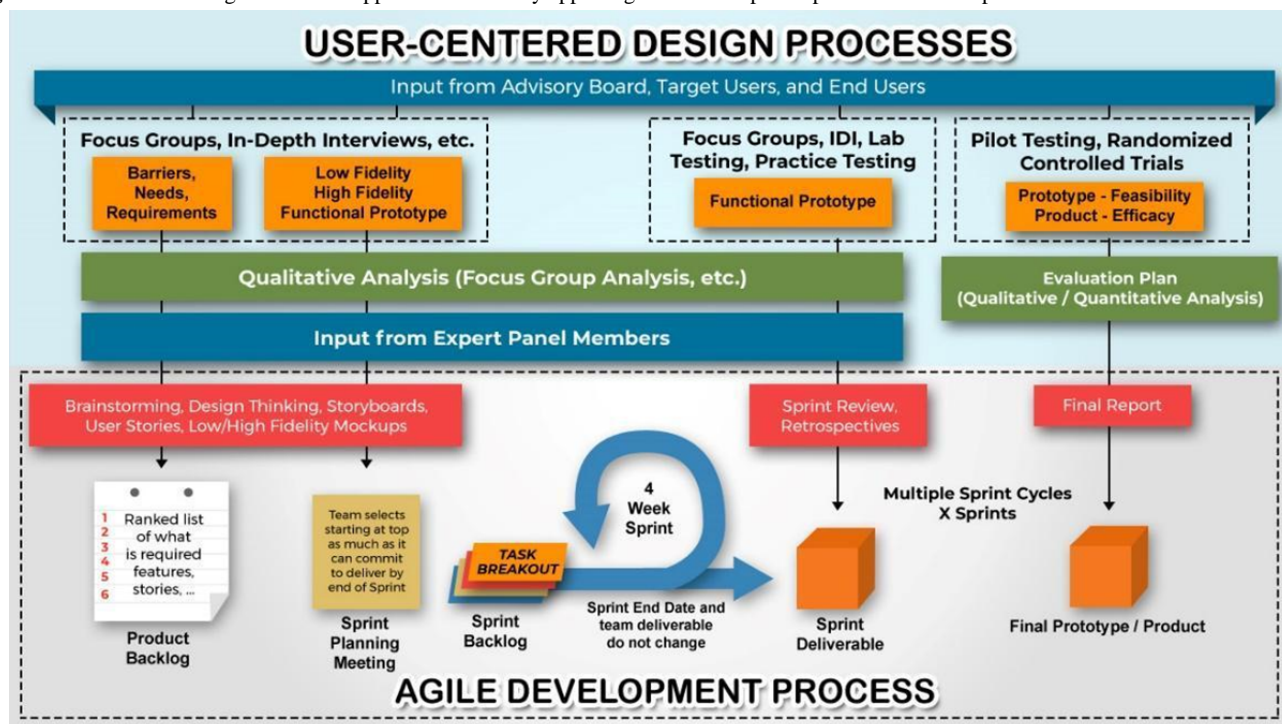 USER-CENTERED DESIGN PROCESSES
Input from Advisory Board, Target Users, and End Users
Focus Groups, In-Depth Interviews, etc.
Barriers,
Needs,
Requirements
Low Fidelity
High Fidelity
Functional Prototype
Focus Groups, IDI, Lab
Testing, Practice Testing
Functional Prototype
Pilot Testing, Randomized
Controlled Trials
Prototype - Feasibility
Product - Efficacy
Qualitative Analysis (Focus Group Analysis, etc.)
Evaluation Plan
(Qualitative / Quantitative Analysis)
Input from Expert Panel Members
Brainstorming, Design Thinking, Storyboards,
User Stories, Low/High Fidelity Mockups
Sprint Review,
Retrospectives
Final Report
1
2
3
4
5
6
Ranked list
of what
is required
features,
stories, ...
Product
Backlog
Team selects
starting at top
as much as it
can commit
to deliver by
end of Sprint
Sprint
Planning
Meeting
TASK
BREAKOUT
Sprint
Backlog
4
Week
Sprint
Sprint End Date and
team deliverable
do not change
Sprint
Deliverable
Multiple Sprint Cycles
X Sprints
Final Prototype / Product
AGILE DEVELOPMENT PROCESS